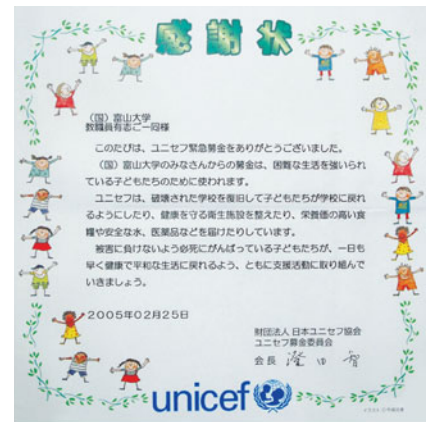 感謝状
(国)富山大学
教職員有志ご一同様
このたびは、ユニセフ緊急募金をありがとうございました。
(国)富山大学のみなさんからの募金は、困難な生活を強いられ
ている子どもたちのために使われます。
ユニセフは、破壊された学校を復旧して子どもたちが学校に戻れ
るようにしたり、健康を守る衛生施設を整えたり、栄養価の高い食
糧や安全な水、医薬品などを届けたりしています。
被害に負けないよう必死にがんばっている子どもたちが、一日も
早く健康で平和な生活に戻れるよう、ともに支援活動に取り組んで
いきましょう。
2005年02月25日
財団法人 日本ユニセフ協会
ユニセフ募金委員会
会長 澄田 智
unicef